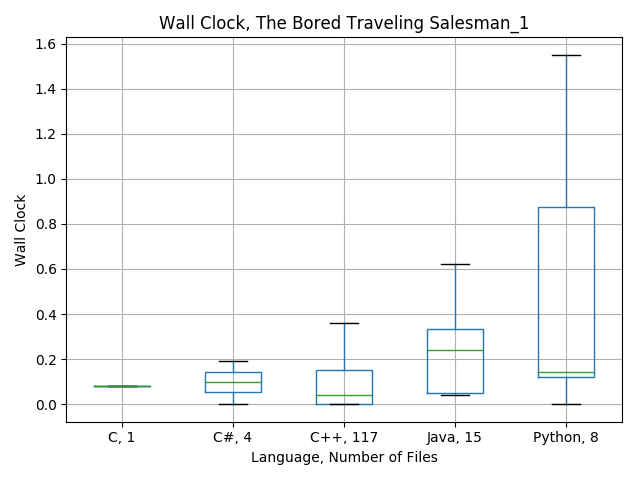 Wall Clock, The Bored Traveling Salesman_1
1.6
1.4
1.2
1.0
0.8
0.6
0.4
0.2
0.0
Wall Clock
C, 1
C#, 4
C++, 117
Java, 15
Python, 8
Language, Number of Files